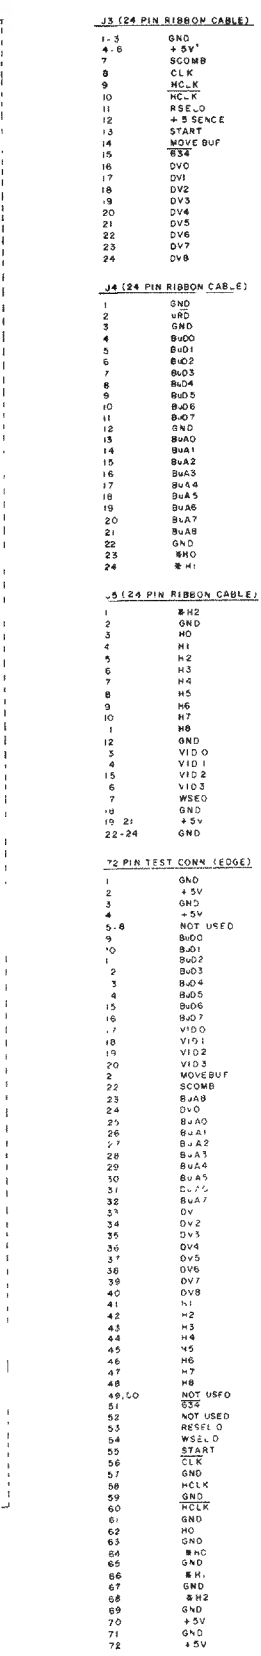 J3 (24 PIN RIBBON CABLE)
1-3 GND
4-6 +5V
7 SCOMB
8 CLK
9 HCLK
10 HCLK
11 RSELO
12 +5 SENCE
13 START
14 MOVE BUF
15 634
16 DV0
17 DV1
18 DV2
19 DV3
20 DV4
21 DV5
22 DV6
23 DV7
24 DV8
J4 (24 PIN RIBBON CABLE)
1 GND
2 uRD
3 GND
4 BuD0
5 BuD1
6 BuD2
7 BuD3
8 BuD4
9 BuD5
10 BuD6
11 BuD7
12 GND
13 BuA0
14 BuA1
15 BuA2
16 BuA3
17 BuA4
18 BuA5
19 BuA6
20 BuA7
21 BuA8
22 GND
23 *H0
24 *H1
J5 (24 PIN RIBBON CABLE)
1 *H2
2 GND
3 H0
4 H1
5 H2
6 H3
7 H4
8 H5
9 H6
10 H7
1 H8
12 GND
3 VID0
4 VID1
15 VID2
6 VID3
7 WSEO
18 GND
19 21 +5V
22-24 GND
72 PIN TEST CONN (EDGE)
1 GND
2 +5V
3 GND
4 +5V
5-8 NOT USED
9 BuD0
10 BuD1
1 BuD2
2 BuD3
3 BuD4
4 BuD5
15 BuD6
16 BuD7
17 VID0
18 VID1
19 VID2
20 VID3
2 MOVEBUF
22 SCOMB
23 BuA8
24 DV0
25 BuA0
26 BuA1
27 BuA2
28 BuA3
29 BuA4
30 BuA5
31 BuA6
32 BuA7
33 DV
34 DV2
35 DV3
36 DV4
37 DV5
38 DV6
39 DV7
40 DV8
41 H1
42 H2
43 H3
44 H4
45 H5
46 H6
47 H7
48 H8
49,50 NOT USED
51 634
52 NOT USED
53 RESEL0
54 WSEL0
55 START
56 CLK
57 GND
58 HCLK
59 GND
60 HCLK
61 GND
62 H0
63 GND
64 *H0
65 GND
66 *H1
67 GND
68 *H2
69 GND
70 +5V
71 GND
72 +5V